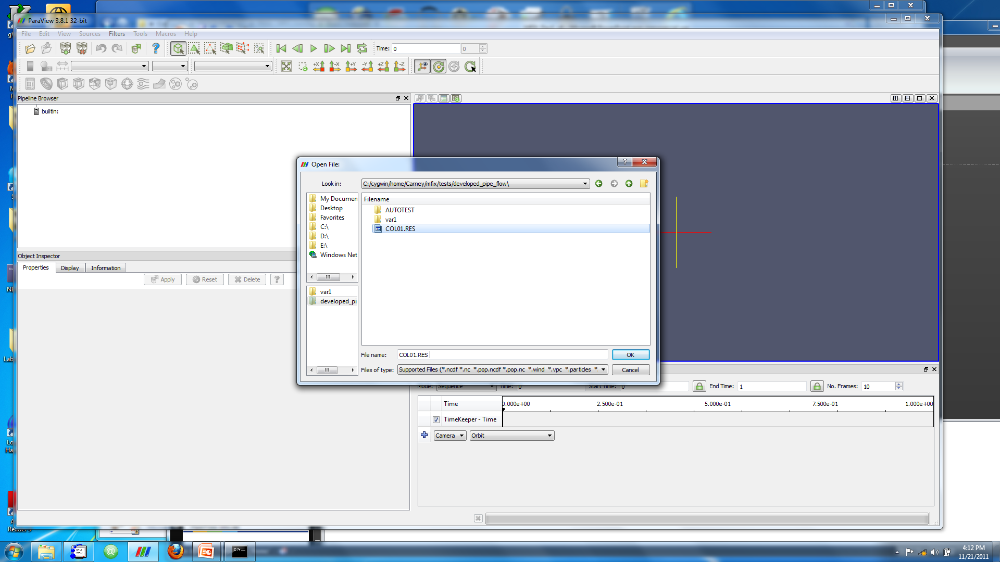 ParaView 3.8.1 32-bit
File Edit View Sources Filters Tools Macros Help
Time: 0 0
+X -X +Y -Y +Z -Z
Pipeline Browser
builtin:
Open File:
Look in: C:/cygwin/home/Carney/mfix/tests/developed_pipe_flow\
My Documen
Desktop
Favorites
C:\
D:\
E:\
Windows Net
Filename
AUTOTEST
var1
COL01.RES
var1
developed_pi
File name: COL01.RES
OK
Files of type: Supported Files (*.ncdf *.nc *.pop.ncdf *.pop.nc *.wind *.vpc *.particles *
Cancel
Object Inspector
Properties Display Information
Apply Reset Delete ?
Mode: Sequence Time: 0 Start Time: 0 End Time: 1 No. Frames: 10
Time 0.000e+00 2.500e-01 5.000e-01 7.500e-01 1.000e+00
TimeKeeper - Time
Camera Orbit
Lab
Lo
Ha
A
Reader 9
C:\
4:12 PM
11/21/2011